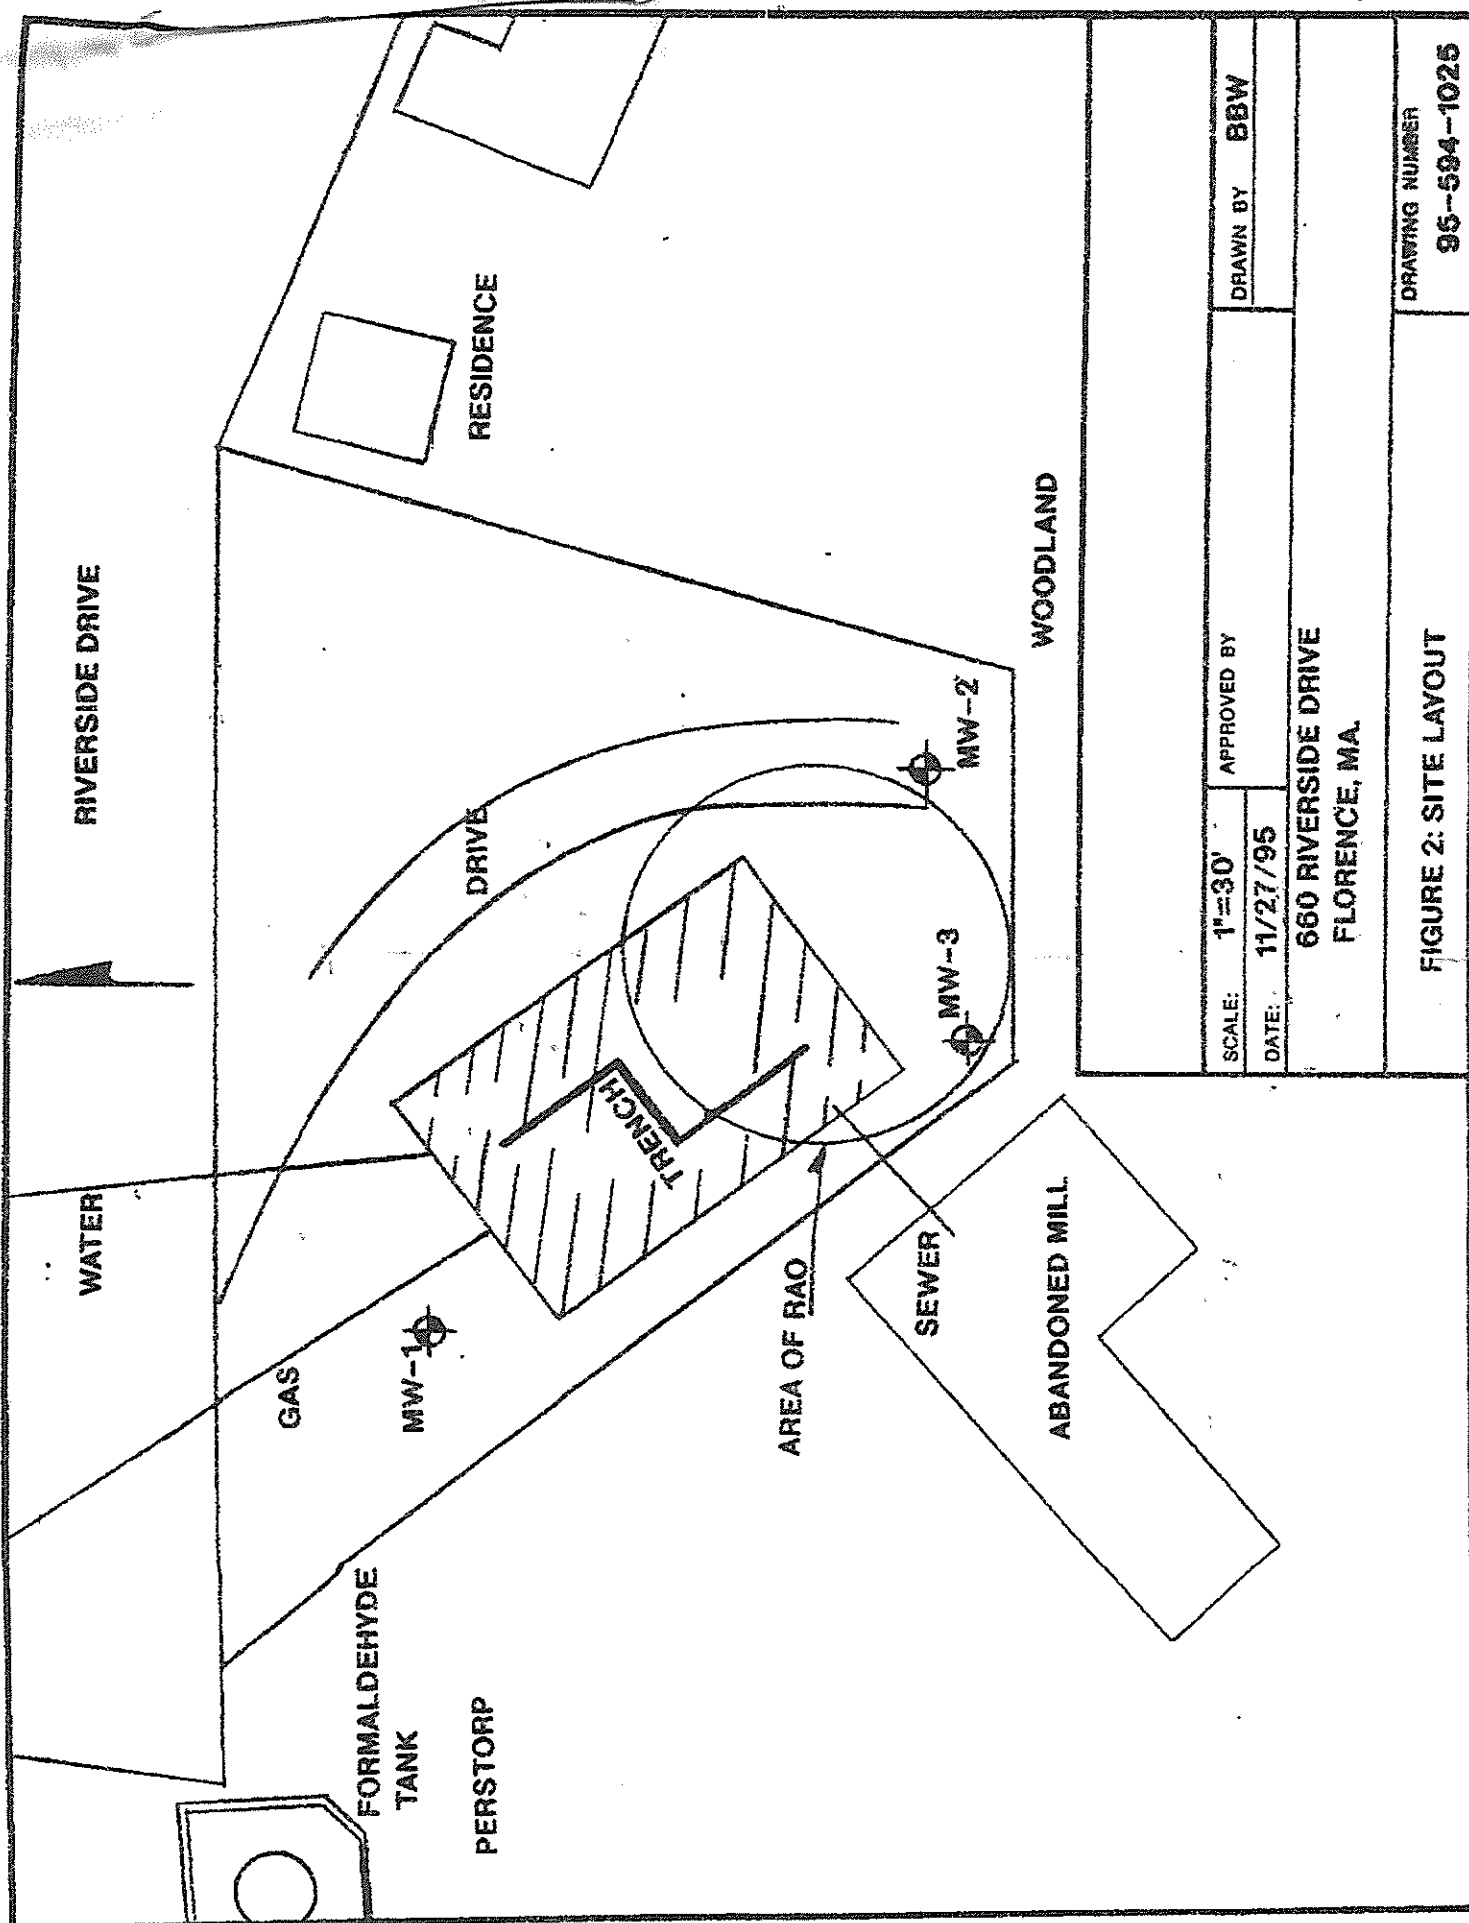 RIVERSIDE DRIVE
WATER
GAS
DRIVE
RESIDENCE
MW-1
FORMALDEHYDE
TANK
PERSTORP
TRENCH
MW-2
MW-3
WOODLAND
AREA OF RAO
SEWER
ABANDONED MILL
SCALE: 1"=30'
APPROVED BY
DRAWN BY BBW
DATE: 11/27/95
660 RIVERSIDE DRIVE
FLORENCE, MA.
FIGURE 2: SITE LAYOUT
DRAWING NUMBER
95-594-1025